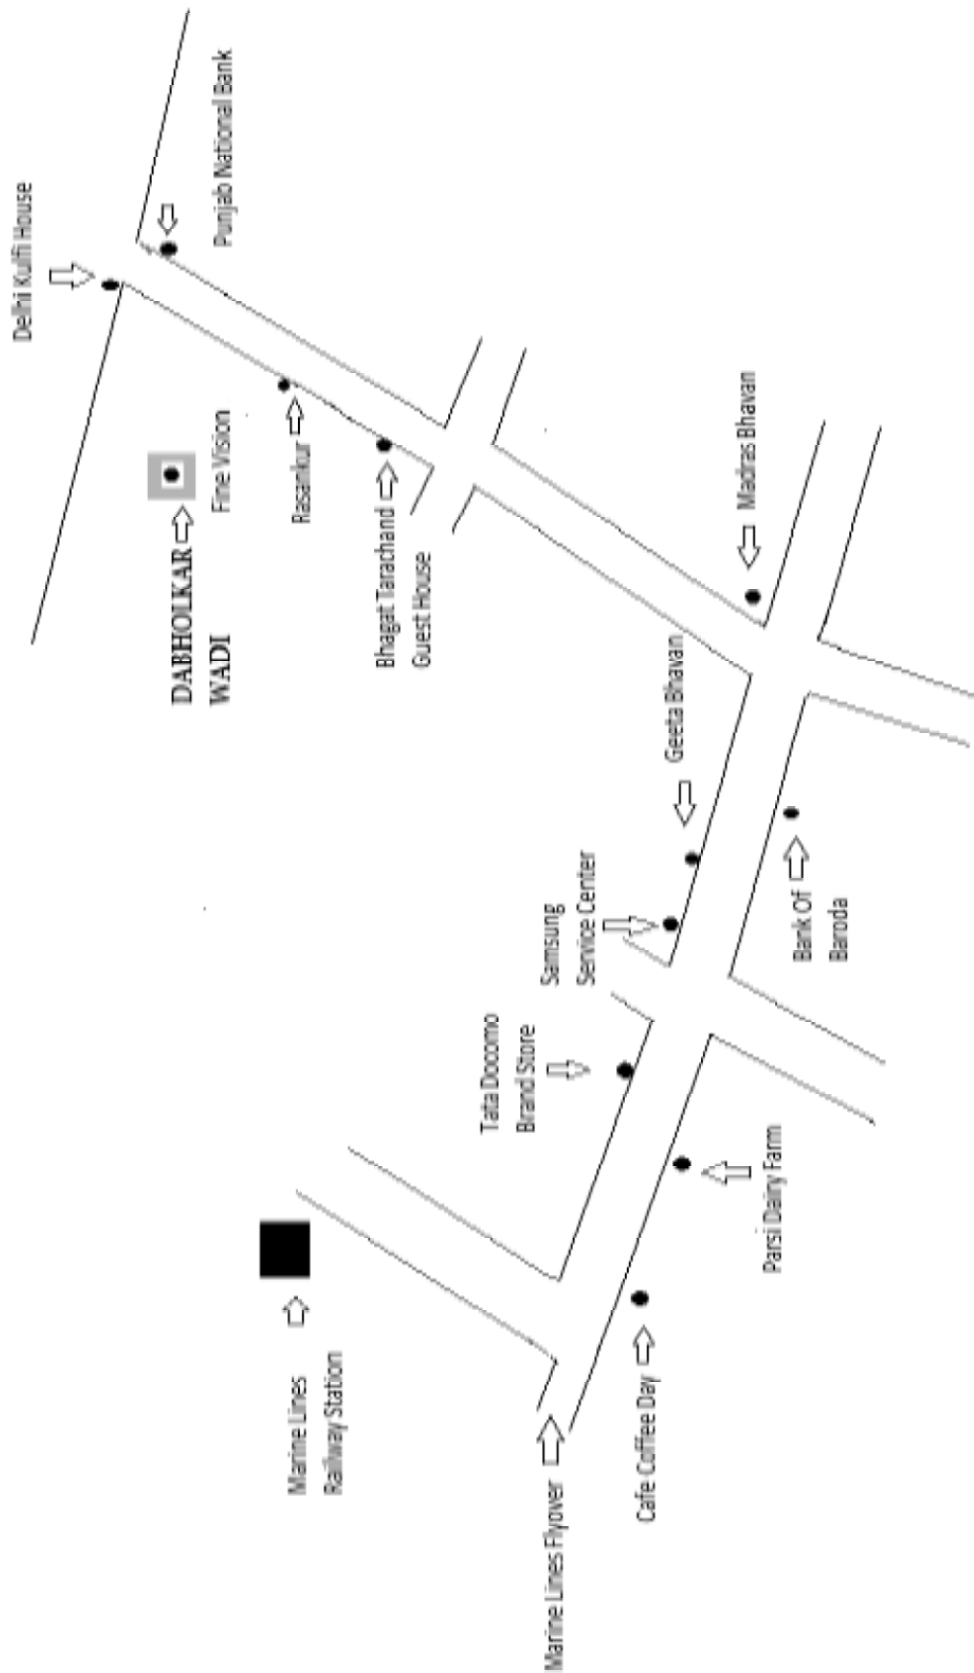 Delhi Kulfi House
Punjab National Bank
DABHOLKAR
WADI
Fine Vision
Rasankur
Bhagat Tarachand
Guest House
Marine Lines
Railway Station
Tata Docomo
Brand Store
Samsung
Service Center
Geeta Bhavan
Madras Bhavan
Marine Lines Flyover
Cafe Coffee Day
Parsi Dairy Farm
Bank Of
Baroda